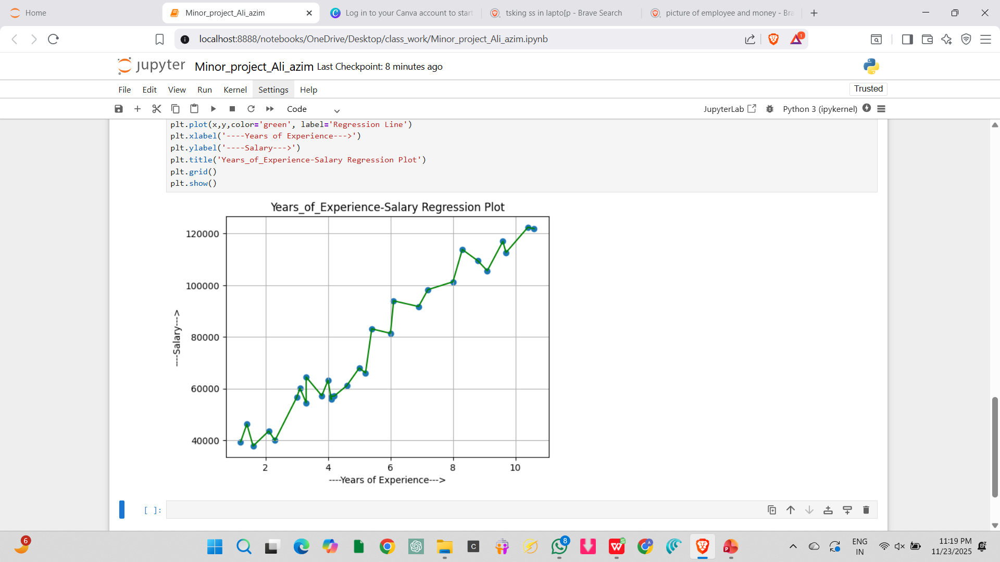 Home
Minor_project_Ali_azim
Log in to your Canva account to start
tsking ss in lapto[p - Brave Search
picture of employee and money - Bra
localhost:8888/notebooks/OneDrive/Desktop/class_work/Minor_project_Ali_azim.ipynb
1
jupyter Minor_project_Ali_azim Last Checkpoint: 8 minutes ago
File Edit View Run Kernel Settings Help
Trusted
Code
JupyterLab
Python 3 (ipykernel)
plt.plot(x,y,color='green', label='Regression Line')
plt.xlabel('----Years of Experience--->')
plt.ylabel('----Salary--->')
plt.title('Years_of_Experience-Salary Regression Plot')
plt.grid()
plt.show()
Years_of_Experience-Salary Regression Plot
120000
100000
80000
60000
40000
----Salary--->
2 4 6 8 10
----Years of Experience--->
[ ]:
6
C
8
W
S
A
P
ENG
IN
11:19 PM
11/23/2025